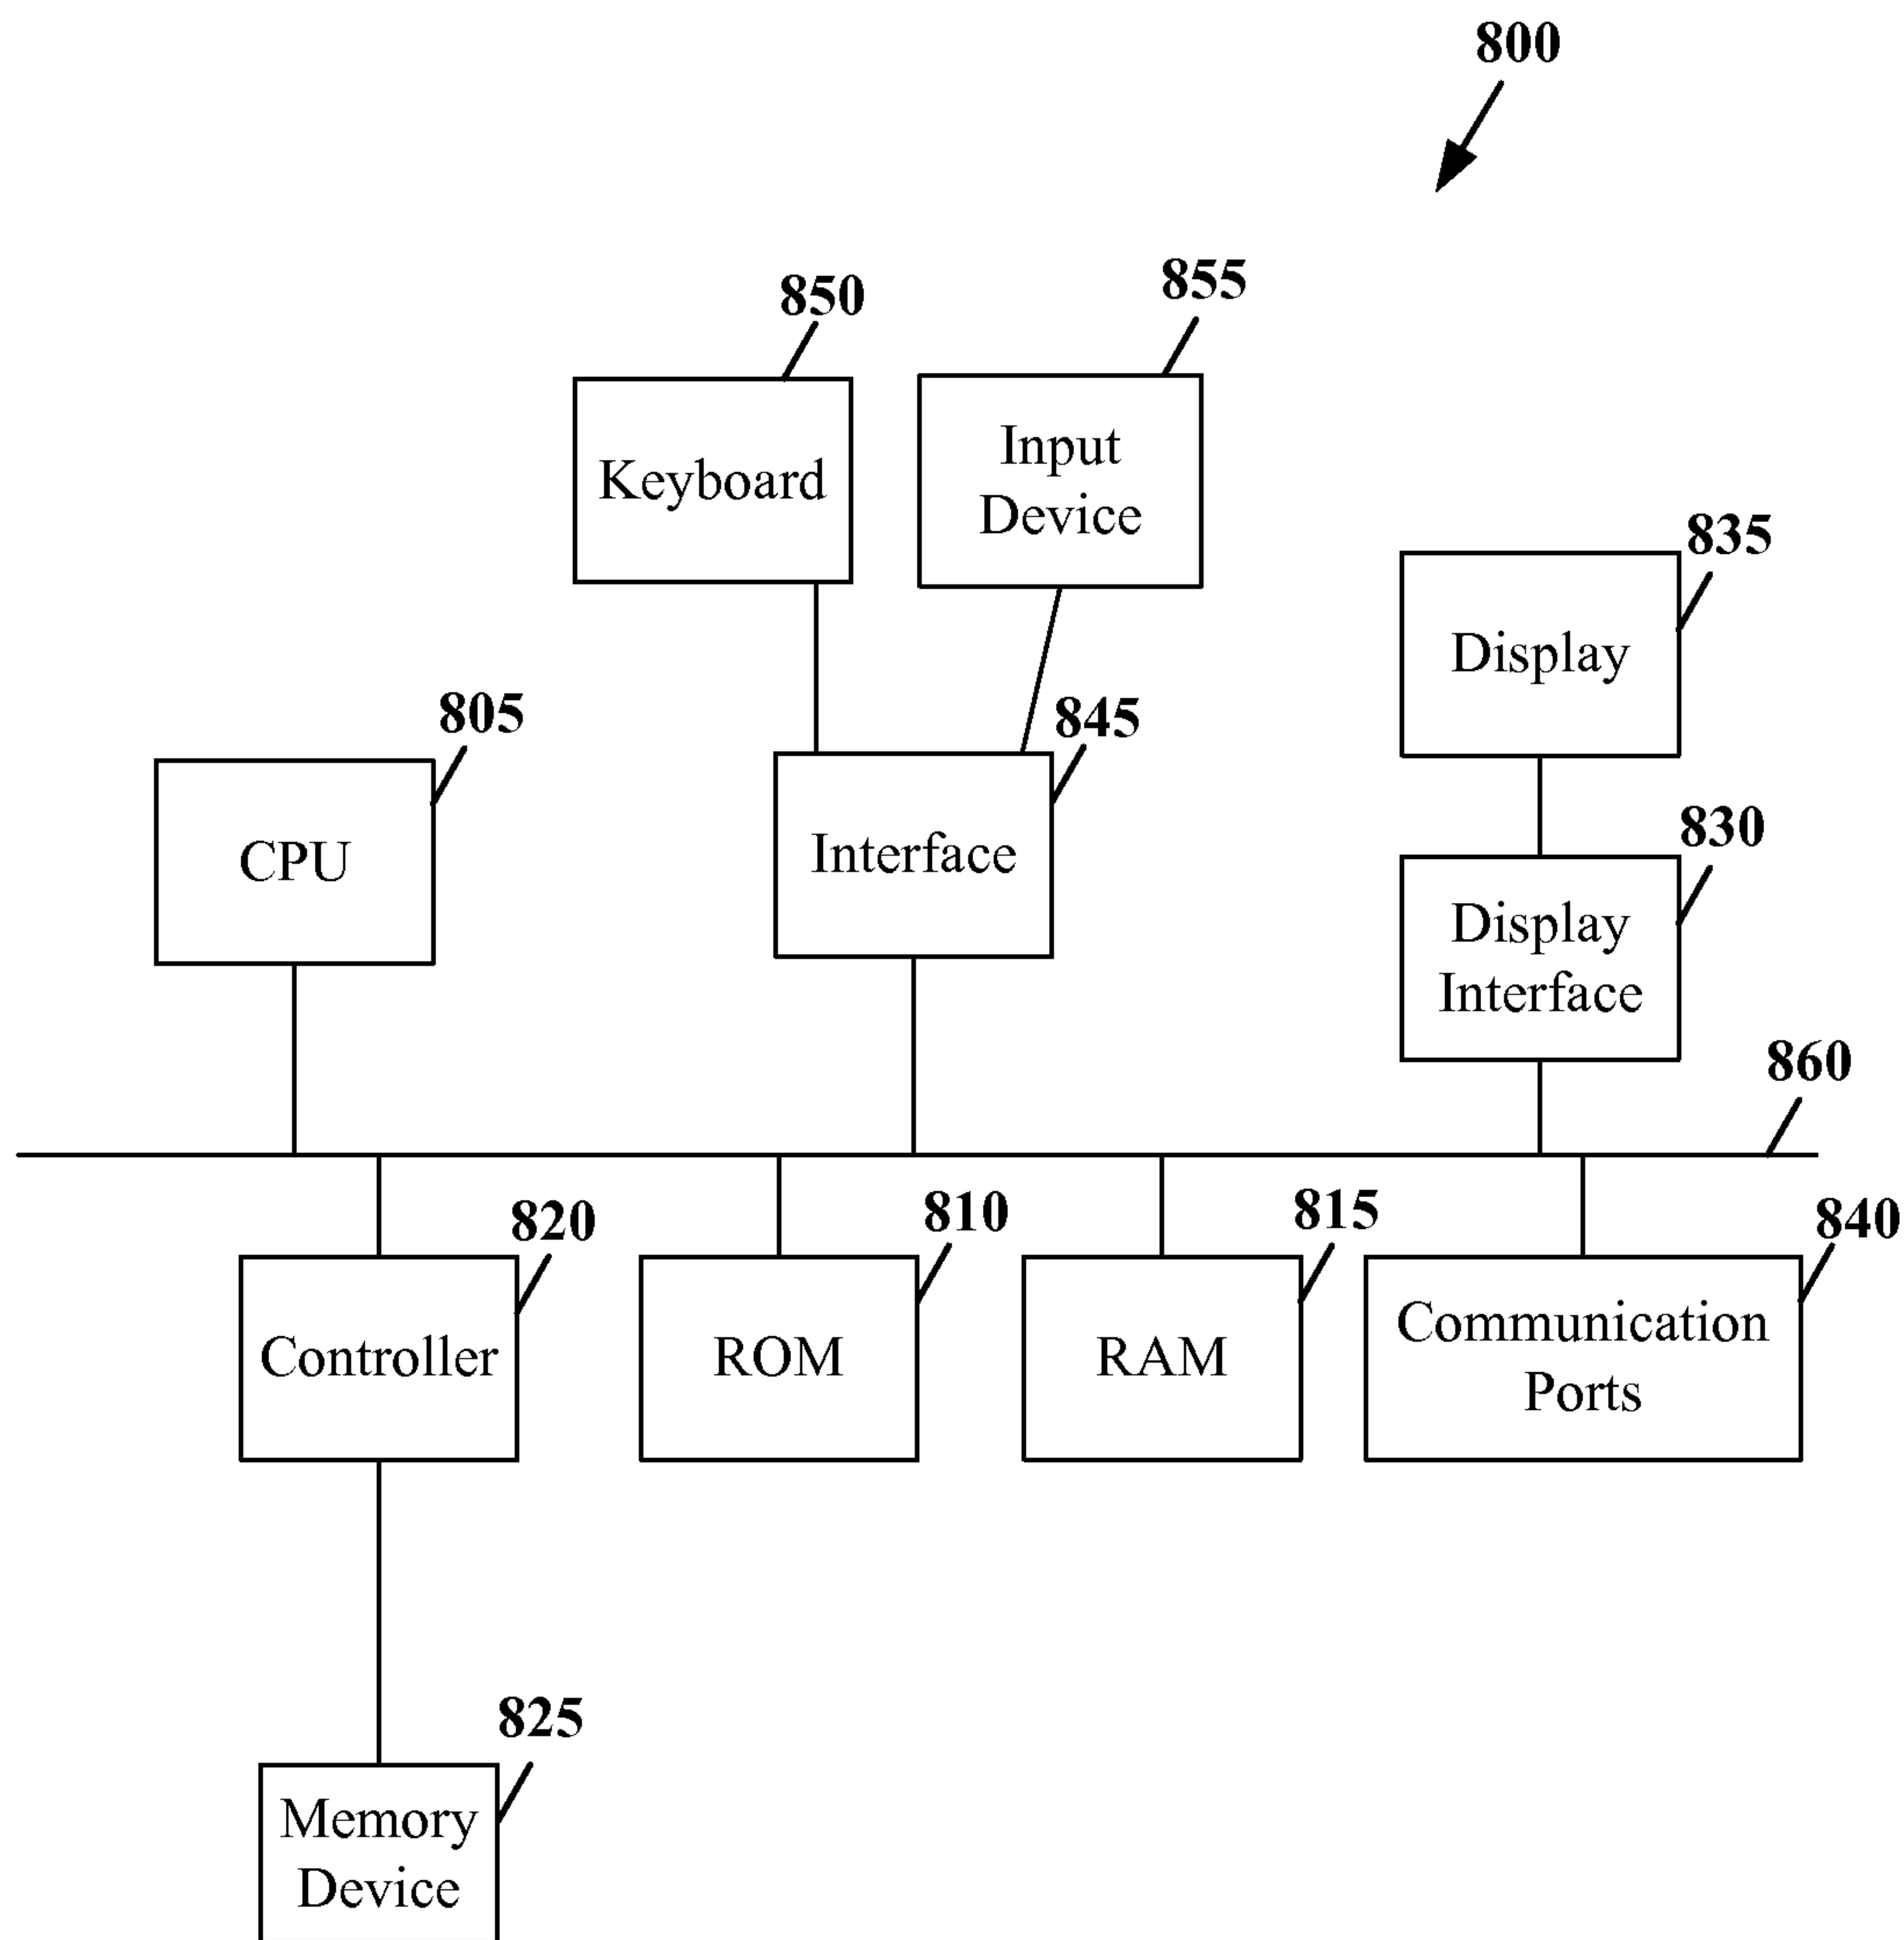 800
850
855
Keyboard
Input
Device
835
Display
805
845
CPU
Interface
830
Display
Interface
860
820
810
815
840
Controller
ROM
RAM
Communication
Ports
825
Memory
Device